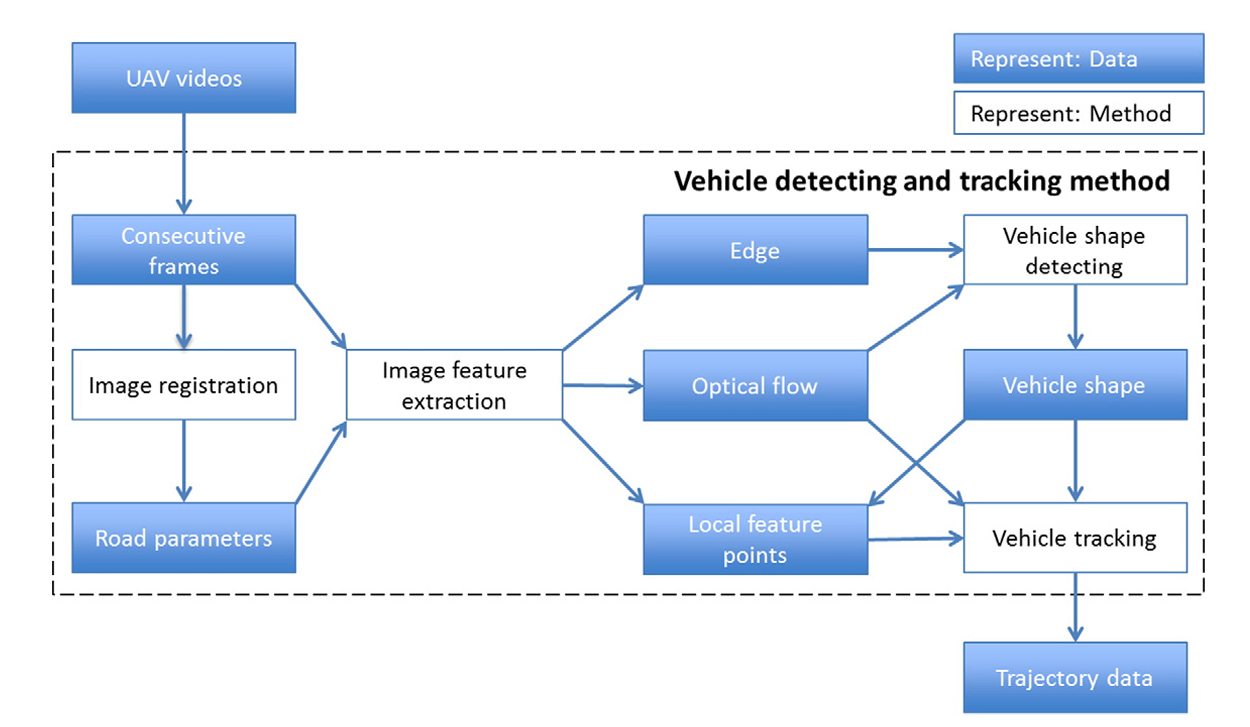 UAV videos
Represent: Data
Represent: Method
Vehicle detecting and tracking method
Consecutive
frames
Edge
Vehicle shape
detecting
Image registration
Image feature
extraction
Optical flow
Vehicle shape
Road parameters
Local feature
points
Vehicle tracking
Trajectory data